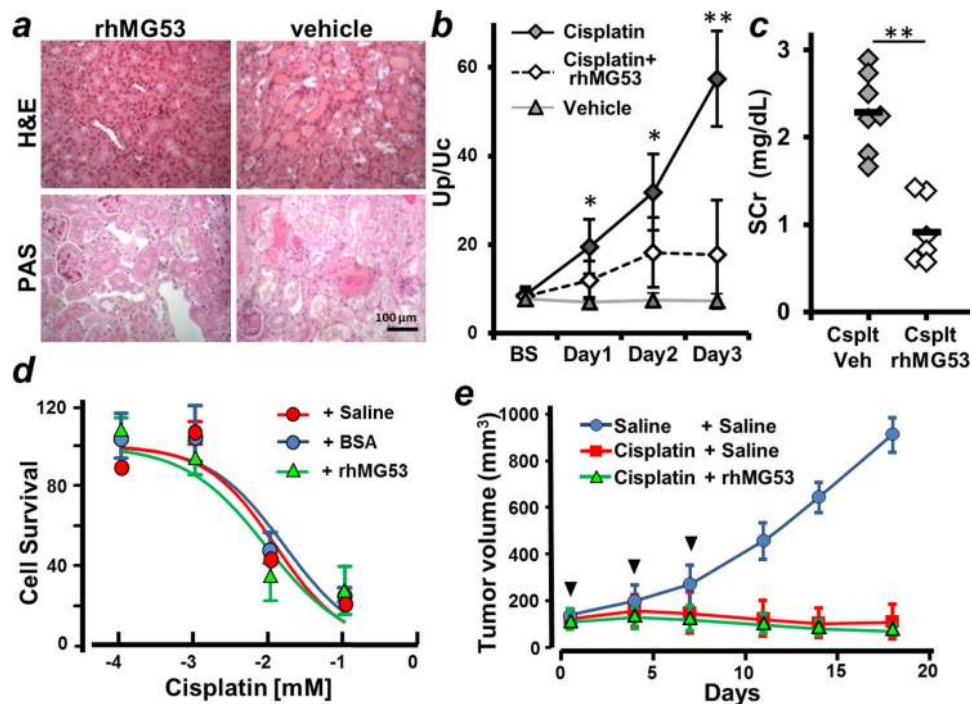 a
rhMG53
vehicle
H&E
PAS
100 µm
b
Up/Uc
60
40
20
0
BS
Day1
Day2
Day3
Cisplatin
Cisplatin+
rhMG53
Vehicle
*
*
**
c
SCr (mg/dL)
3
2
1
0
**
Csplt
Veh
Csplt
rhMG53
d
Cell Survival
120
80
40
0
-4
-3
-2
-1
0
Cisplatin [mM]
+ Saline
+ BSA
+ rhMG53
e
Tumor volume (mm³)
1000
800
600
400
200
0
0
5
10
15
20
Days
Saline + Saline
Cisplatin + Saline
Cisplatin + rhMG53